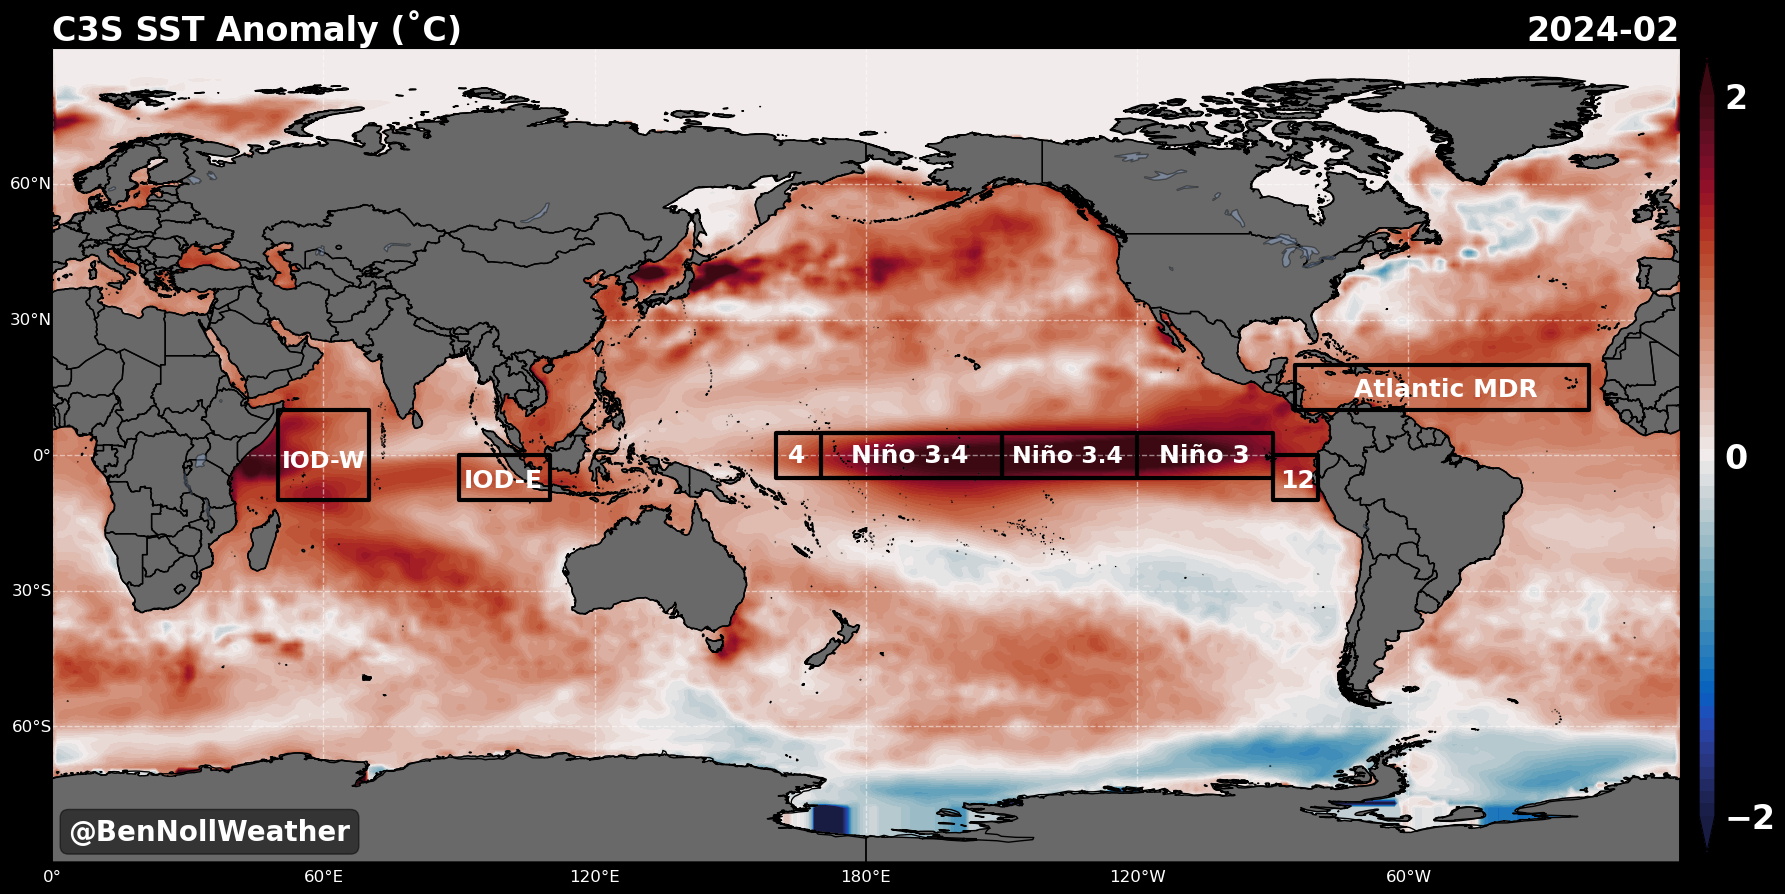 C3S SST Anomaly (˚C) 2024-02
2
60°N
30°N
Atlantic MDR
0° IOD-W 4 Niño 3.4 Niño 3.4 Niño 3 0
IOD-E 12
30°S
60°S
−2
@BenNollWeather
0° 60°E 120°E 180°E 120°W 60°W